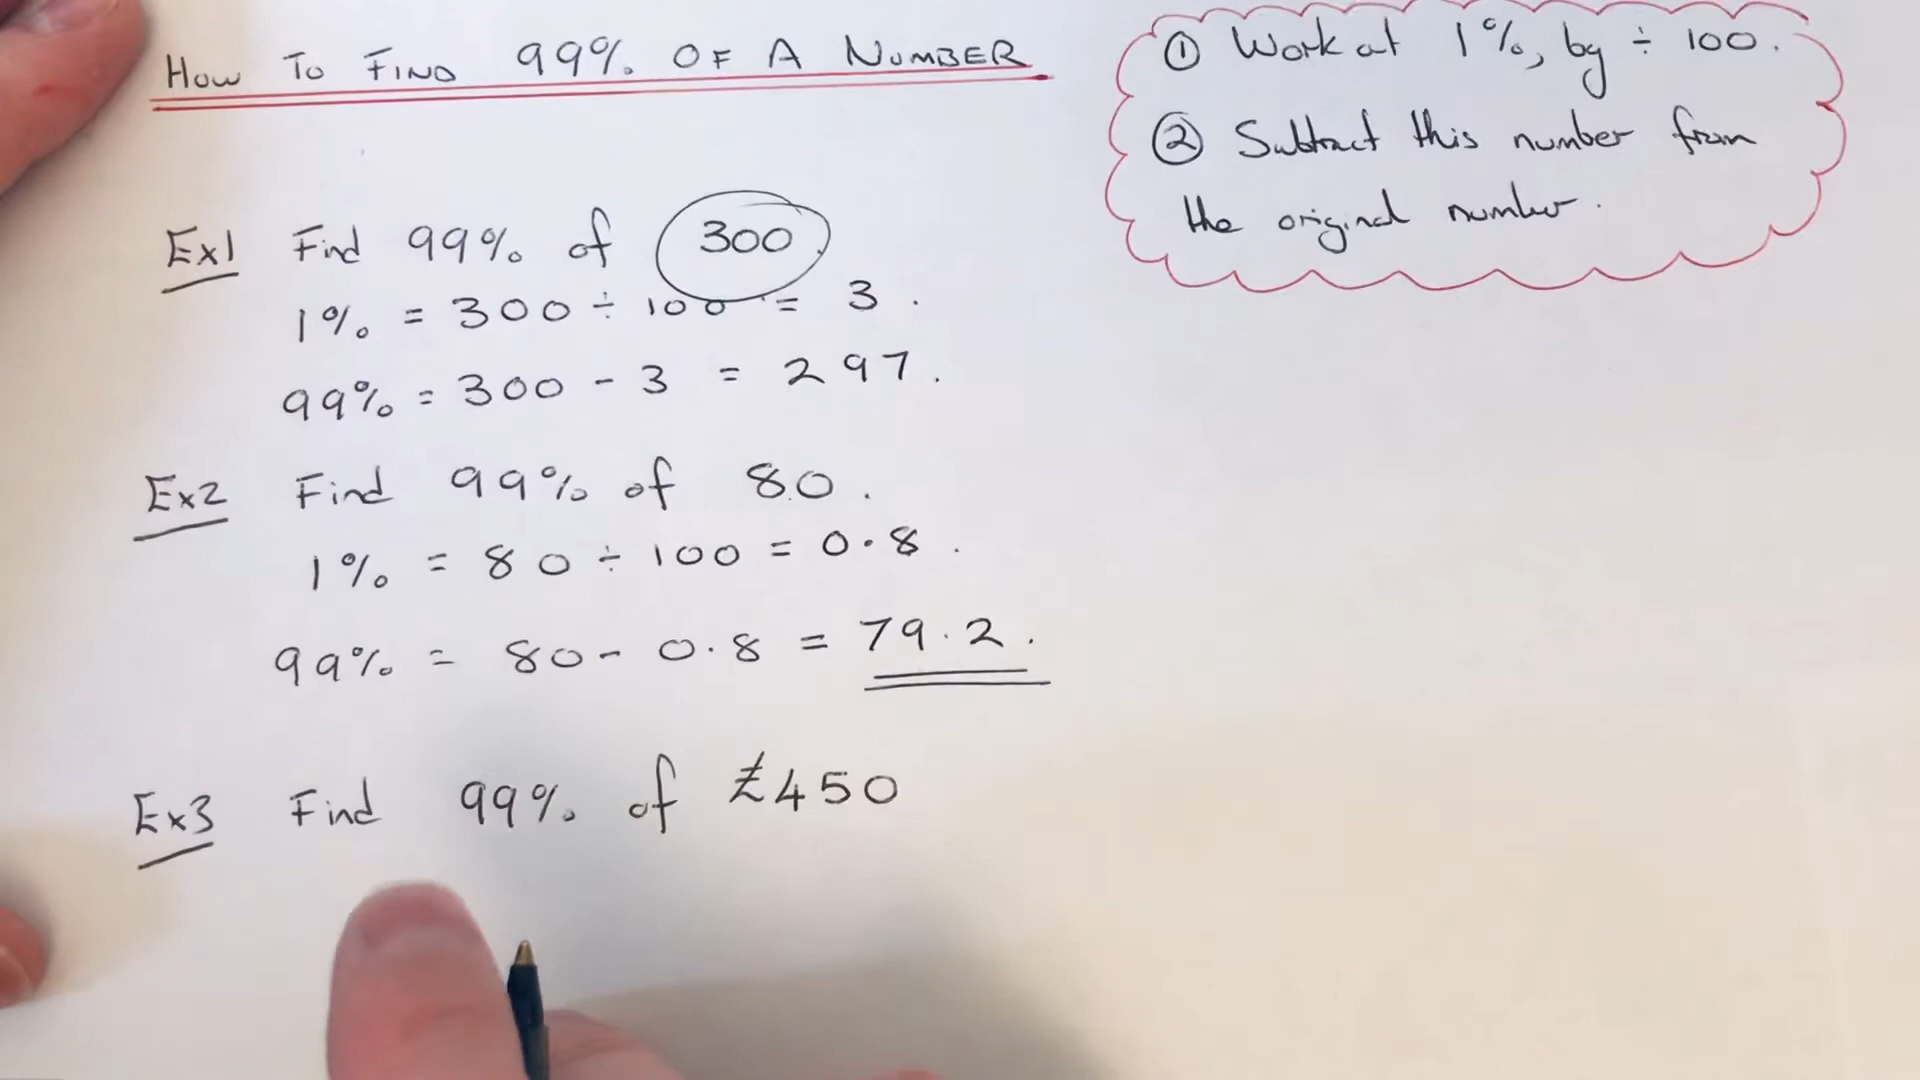 How To Find 99% Of A Number
① Work out 1%, by ÷ 100.
② Subtract this number from
the original number.
Ex1 Find 99% of 300.
1% = 300 ÷ 100 = 3.
99% = 300 - 3 = 297.
Ex2 Find 99% of 80.
1% = 80 ÷ 100 = 0.8.
99% = 80 - 0.8 = 79.2.
Ex3 Find 99% of £450